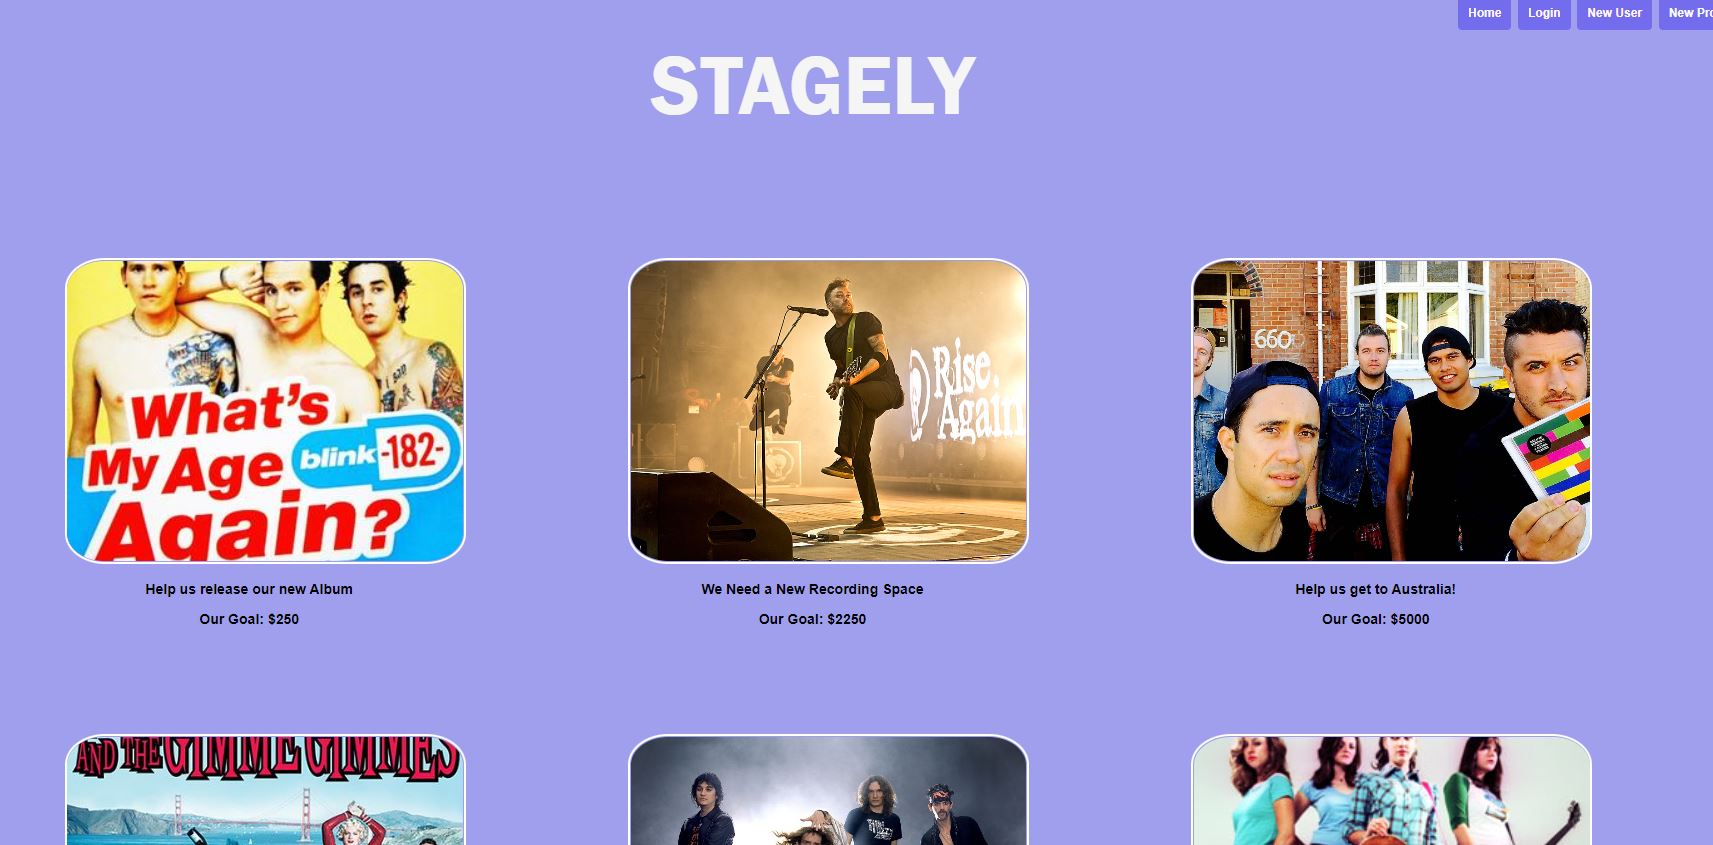 Home Login New User New Pro
STAGELY
What's
My Age blink-182-
Again?
Rise.
Again
660
Help us release our new Album
Our Goal: $250
We Need a New Recording Space
Our Goal: $2250
Help us get to Australia!
Our Goal: $5000
AND THE GIMME GIMMES